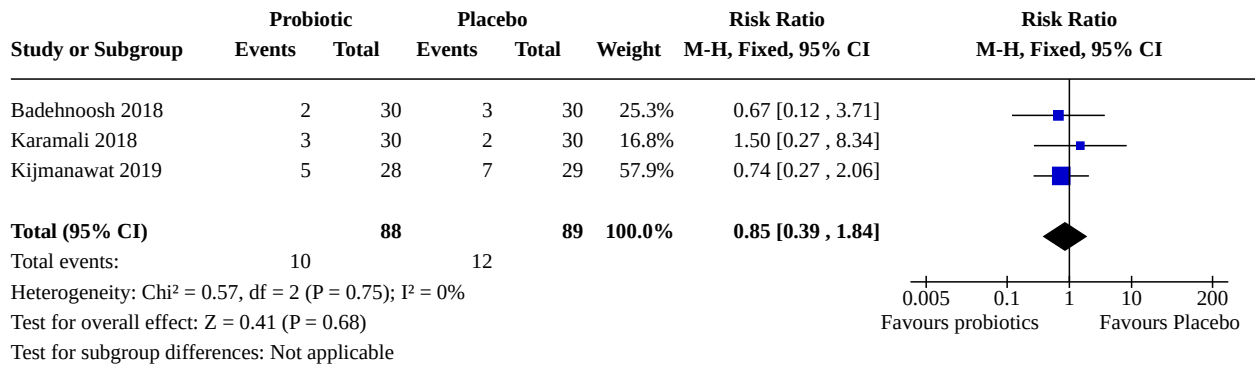 Probiotic Placebo Risk Ratio Risk Ratio
Study or Subgroup Events Total Events Total Weight M-H, Fixed, 95% CI M-H, Fixed, 95% CI
Badehnoosh 2018 2 30 3 30 25.3% 0.67 [0.12 , 3.71]
Karamali 2018 3 30 2 30 16.8% 1.50 [0.27 , 8.34]
Kijmanawat 2019 5 28 7 29 57.9% 0.74 [0.27 , 2.06]
Total (95% CI) 88 89 100.0% 0.85 [0.39 , 1.84]
Total events: 10 12
Heterogeneity: Chi² = 0.57, df = 2 (P = 0.75); I² = 0%
0.005 0.1 1 10 200
Test for overall effect: Z = 0.41 (P = 0.68) Favours probiotics Favours Placebo
Test for subgroup differences: Not applicable